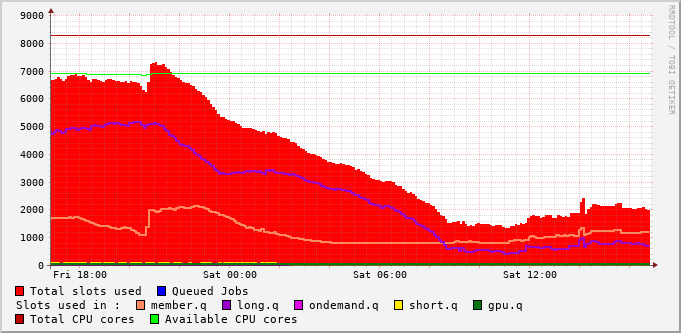 RRDTOOL / TOBI OETIKER
9000
8000
7000
6000
5000
4000
3000
2000
1000
0
Fri 18:00 Sat 00:00 Sat 06:00 Sat 12:00
Total slots used Queued Jobs
Slots used in : member.q long.q ondemand.q short.q gpu.q
Total CPU cores Available CPU cores